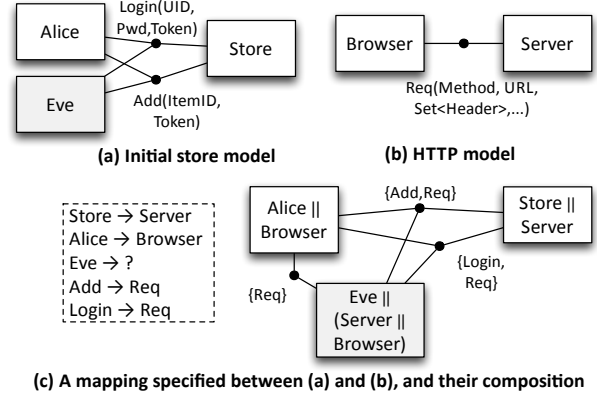 Login(UID,
Pwd,Token)
Alice
Store
Eve
Add(ItemID,
Token)
(a) Initial store model
Browser
Server
Req(Method, URL,
Set<Header>,...)
(b) HTTP model
Store → Server
Alice → Browser
Eve → ?
Add → Req
Login → Req
Alice ||
Browser
{Add,Req}
Store ||
Server
{Login,
Req}
{Req}
Eve ||
(Server ||
Browser)
(c) A mapping specified between (a) and (b), and their composition